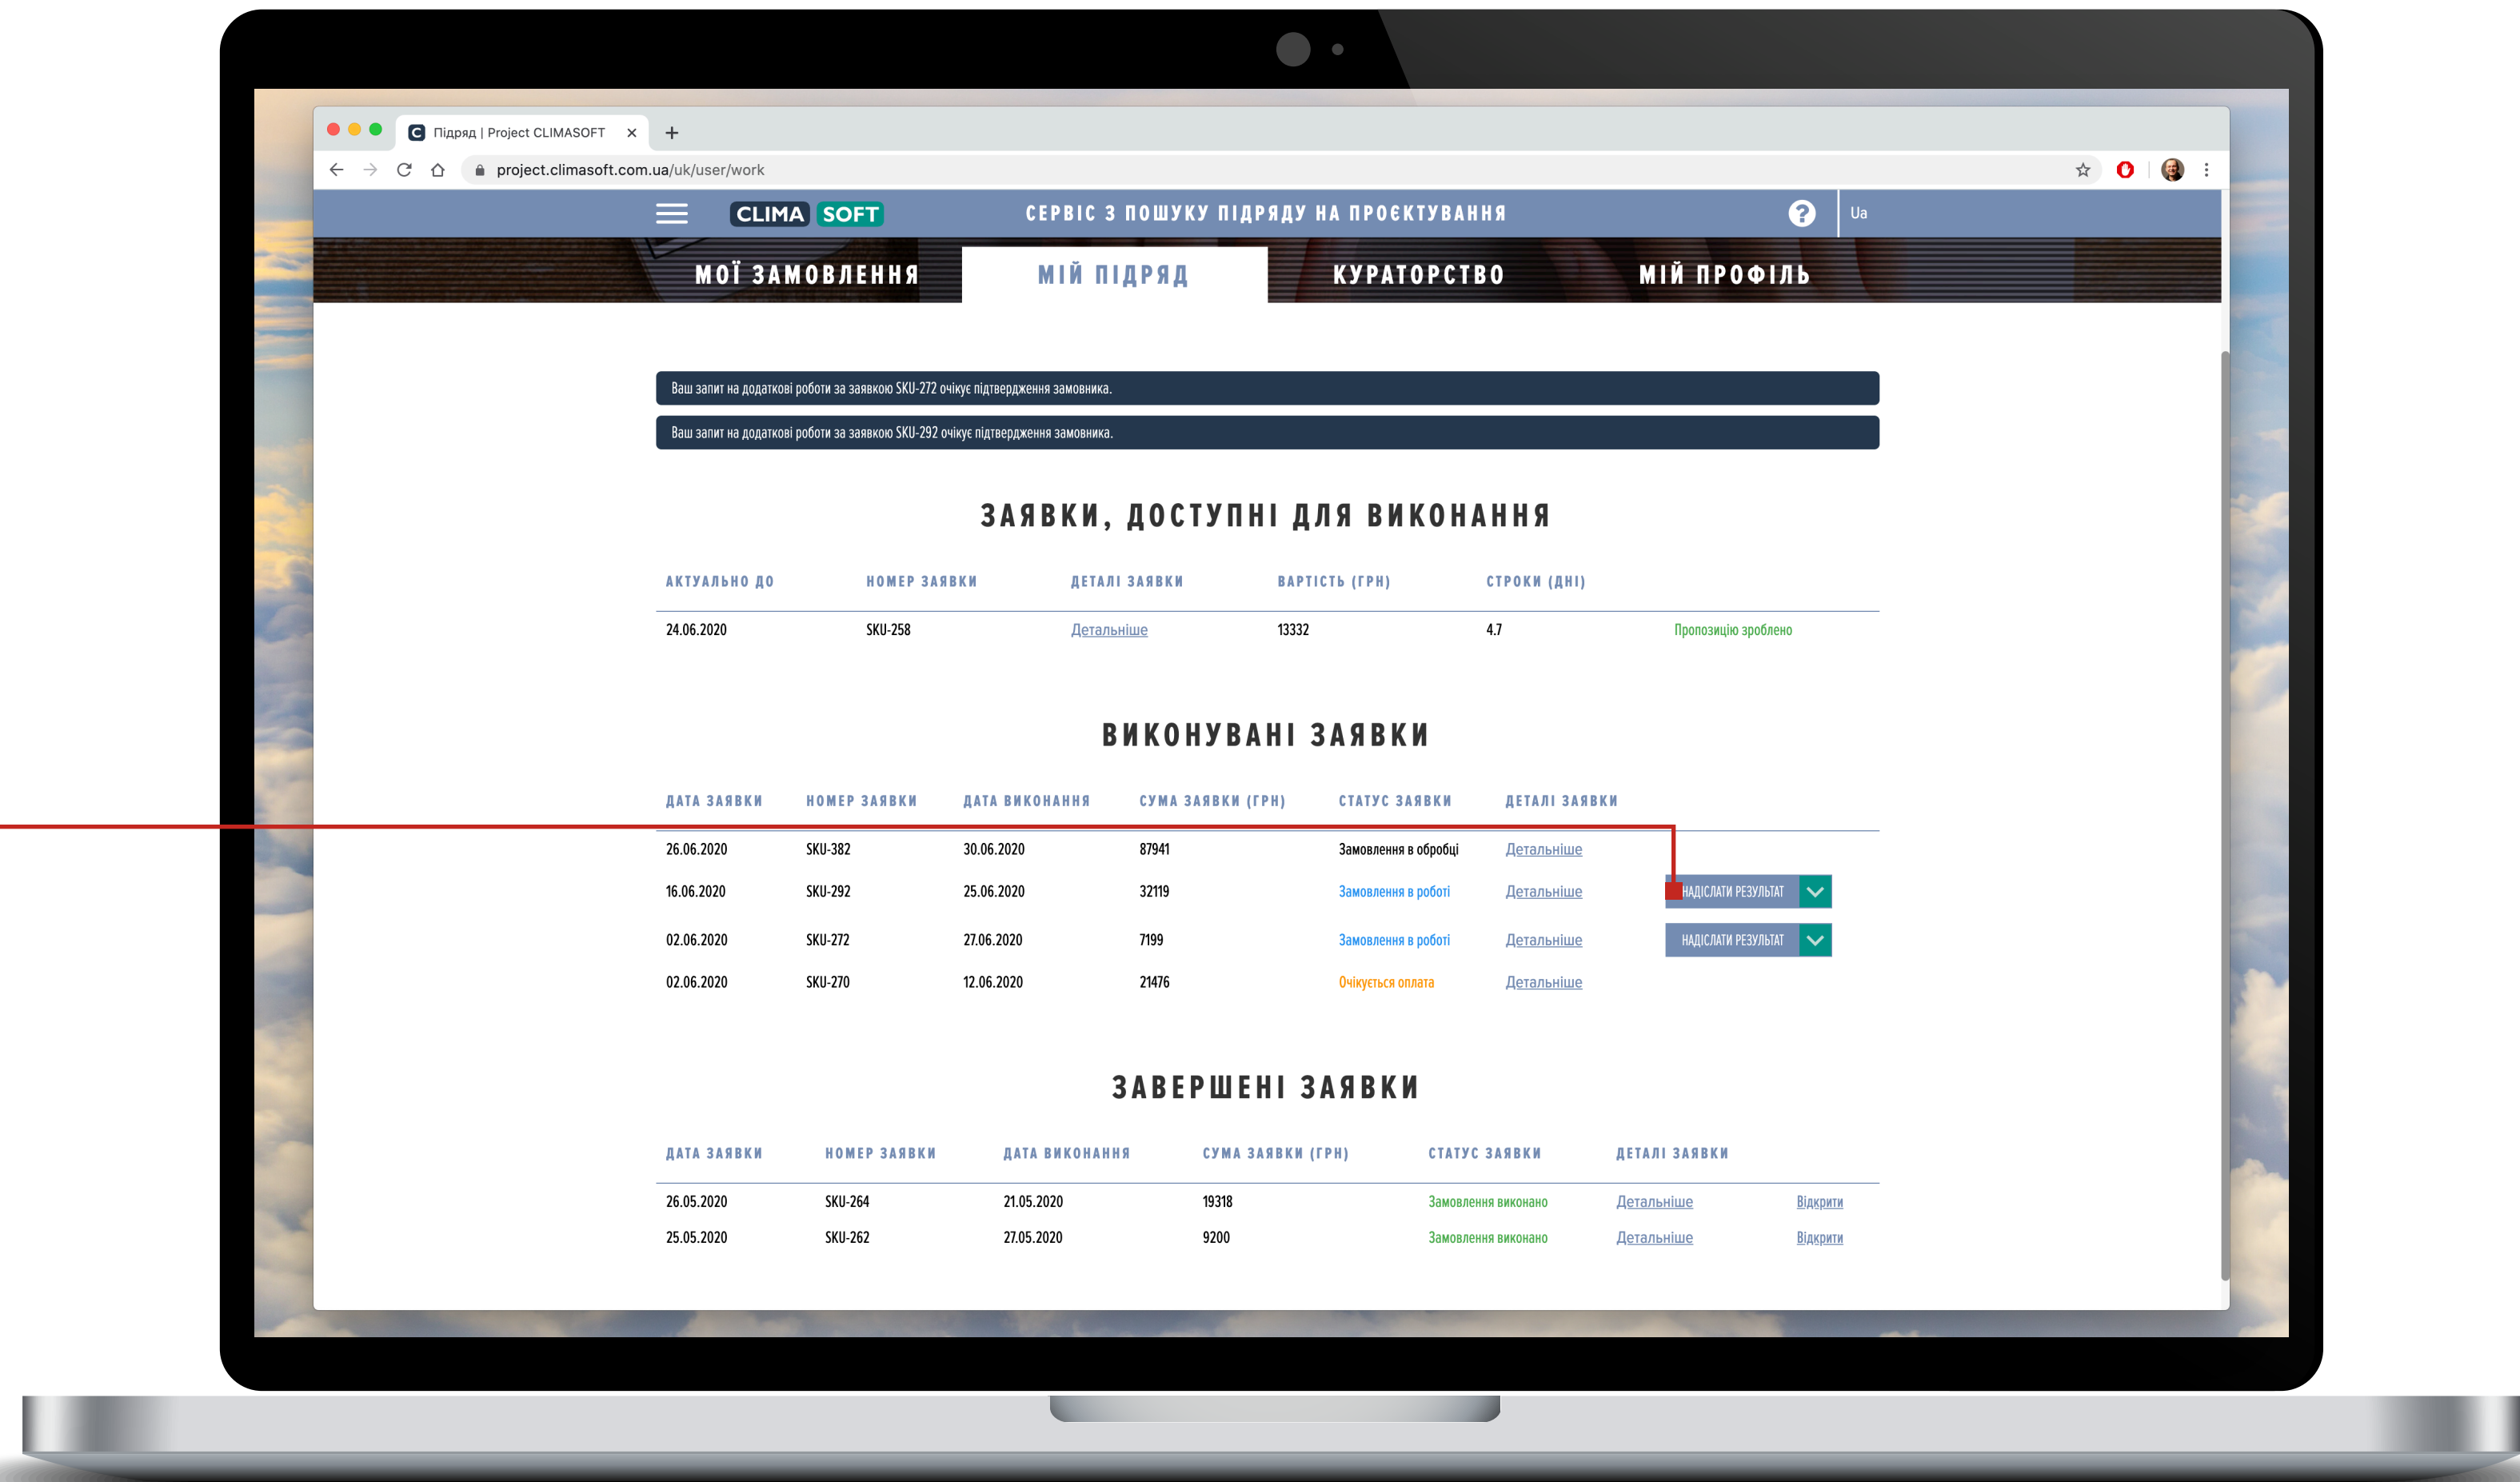 Підряд | Project CLIMASOFT
project.climasoft.com.ua/uk/user/work
CLIMA SOFT СЕРВІС З ПОШУКУ ПІДРЯДУ НА ПРОЄКТУВАННЯ ? Ua
МОЇ ЗАМОВЛЕННЯ МІЙ ПІДРЯД КУРАТОРСТВО МІЙ ПРОФІЛЬ
Ваш запит на додаткові роботи за заявкою SKU-272 очікує підтвердження замовника.
Ваш запит на додаткові роботи за заявкою SKU-292 очікує підтвердження замовника.
ЗАЯВКИ, ДОСТУПНІ ДЛЯ ВИКОНАННЯ
АКТУАЛЬНО ДО НОМЕР ЗАЯВКИ ДЕТАЛІ ЗАЯВКИ ВАРТІСТЬ (ГРН) СТРОКИ (ДНІ)
24.06.2020 SKU-258 Детальніше 13332 4.7 Пропозицію зроблено
ВИКОНУВАНІ ЗАЯВКИ
ДАТА ЗАЯВКИ НОМЕР ЗАЯВКИ ДАТА ВИКОНАННЯ СУМА ЗАЯВКИ (ГРН) СТАТУС ЗАЯВКИ ДЕТАЛІ ЗАЯВКИ
26.06.2020 SKU-382 30.06.2020 87941 Замовлення в обробці Детальніше
16.06.2020 SKU-292 25.06.2020 32119 Замовлення в роботі Детальніше НАДІСЛАТИ РЕЗУЛЬТАТ
02.06.2020 SKU-272 27.06.2020 7199 Замовлення в роботі Детальніше НАДІСЛАТИ РЕЗУЛЬТАТ
02.06.2020 SKU-270 12.06.2020 21476 Очікується оплата Детальніше
ЗАВЕРШЕНІ ЗАЯВКИ
ДАТА ЗАЯВКИ НОМЕР ЗАЯВКИ ДАТА ВИКОНАННЯ СУМА ЗАЯВКИ (ГРН) СТАТУС ЗАЯВКИ ДЕТАЛІ ЗАЯВКИ
26.05.2020 SKU-264 21.05.2020 19318 Замовлення виконано Детальніше Відкрити
25.05.2020 SKU-262 27.05.2020 9200 Замовлення виконано Детальніше Відкрити